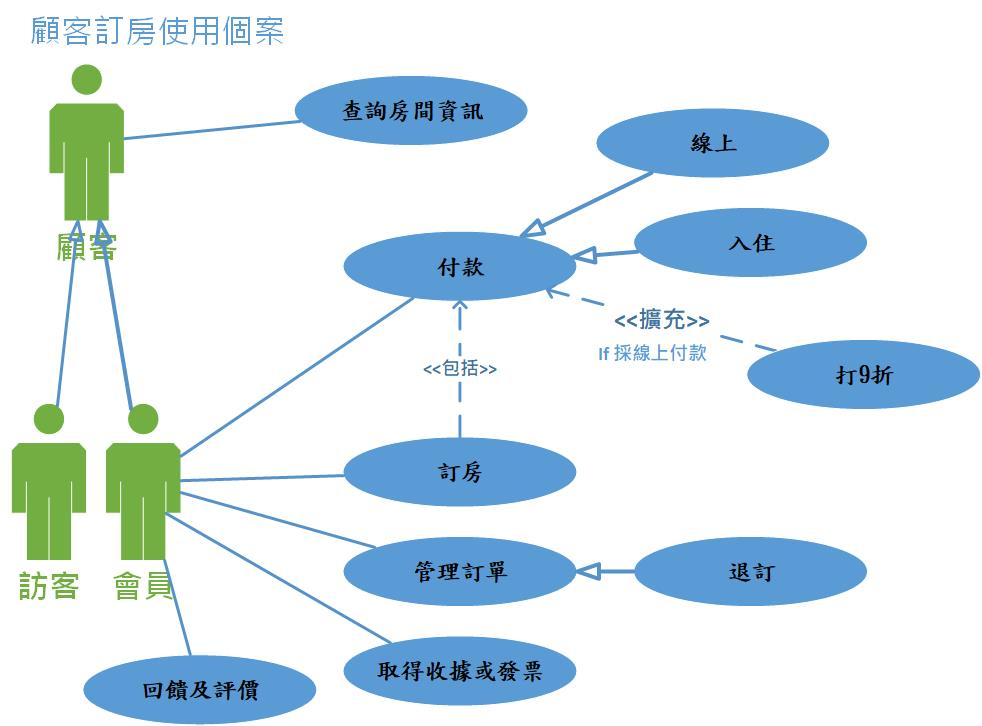 顧客訂房使用個案
查詢房間資訊
線上
顧客
入住
付款
<<擴充>>
If 採線上付款
<<包括>>
打9折
訂房
訪客
會員
管理訂單
退訂
取得收據或發票
回饋及評價